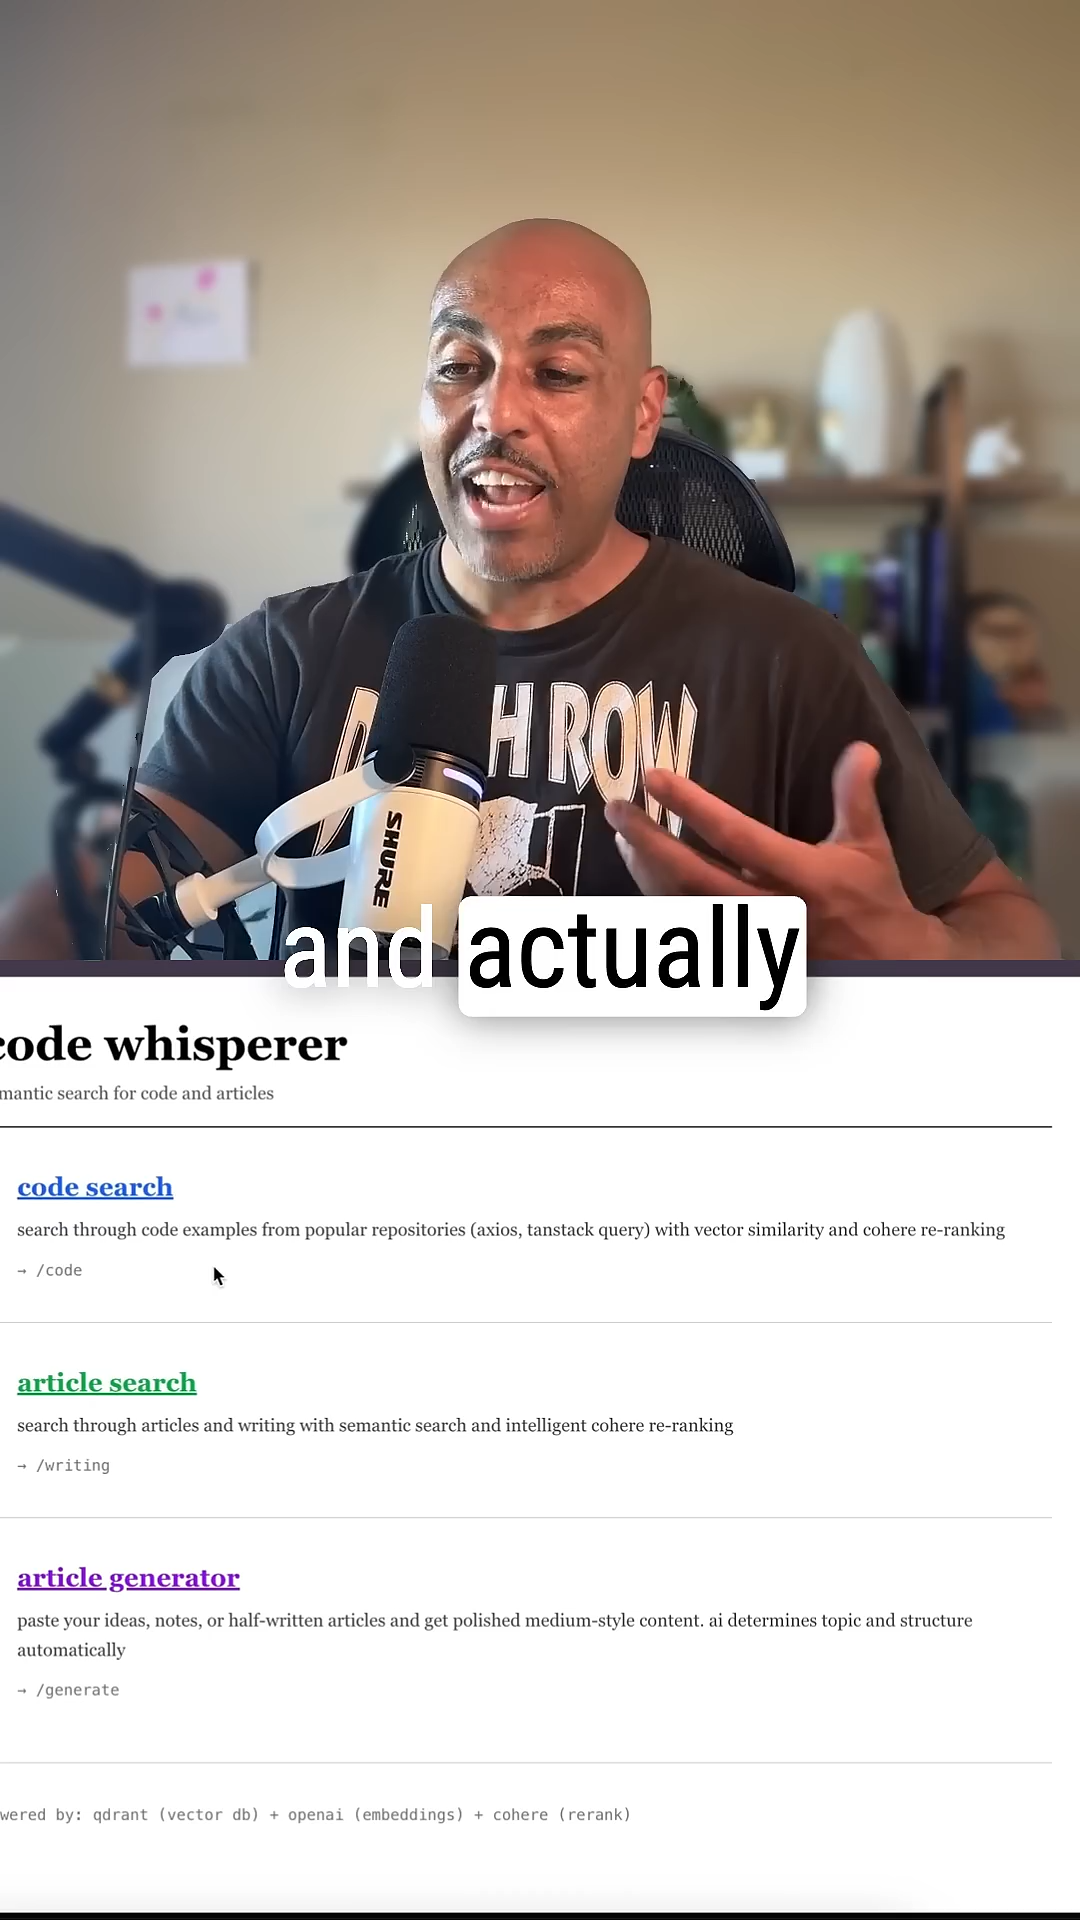 H ROW
SHURE
and actually
code whisperer
mantic search for code and articles
code search
search through code examples from popular repositories (axios, tanstack query) with vector similarity and cohere re-ranking
→ /code
article search
search through articles and writing with semantic search and intelligent cohere re-ranking
→ /writing
article generator
paste your ideas, notes, or half-written articles and get polished medium-style content. ai determines topic and structure
automatically
→ /generate
wered by: qdrant (vector db) + openai (embeddings) + cohere (rerank)